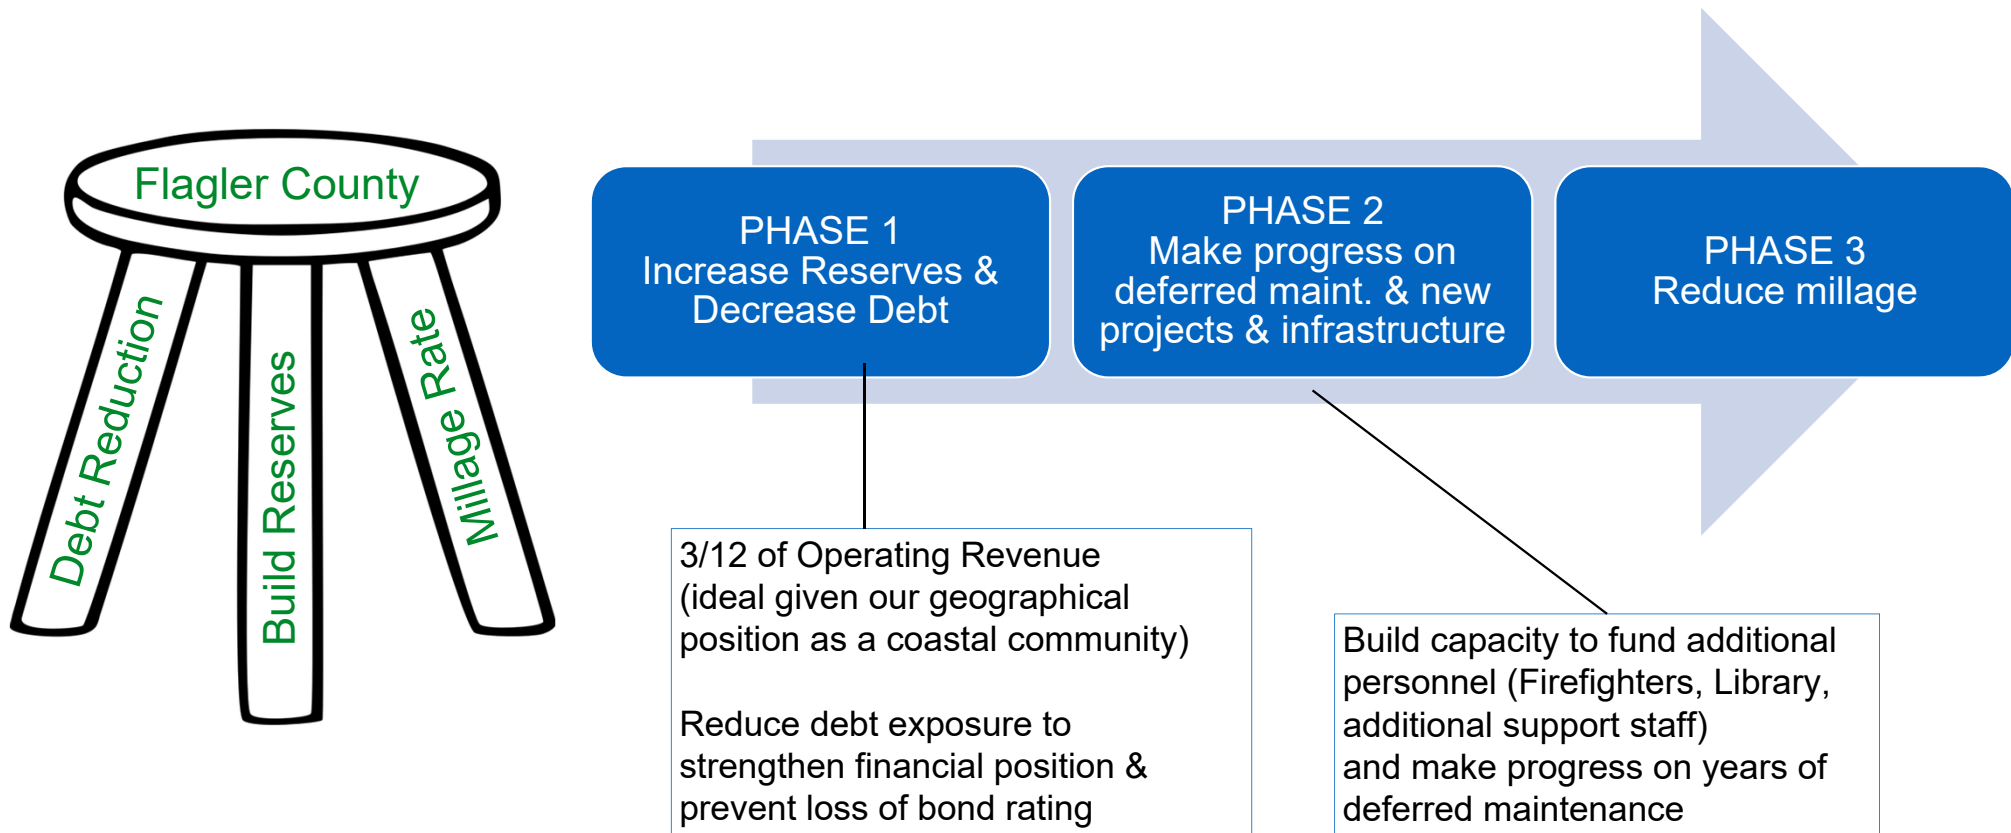 Flagler County
Debt Reduction
Build Reserves
Millage Rate
PHASE 1
Increase Reserves &
Decrease Debt
PHASE 2
Make progress on
deferred maint. & new
projects & infrastructure
PHASE 3
Reduce millage
3/12 of Operating Revenue
(ideal given our geographical
position as a coastal community)
Reduce debt exposure to
strengthen financial position &
prevent loss of bond rating
Build capacity to fund additional
personnel (Firefighters, Library,
additional support staff)
and make progress on years of
deferred maintenance